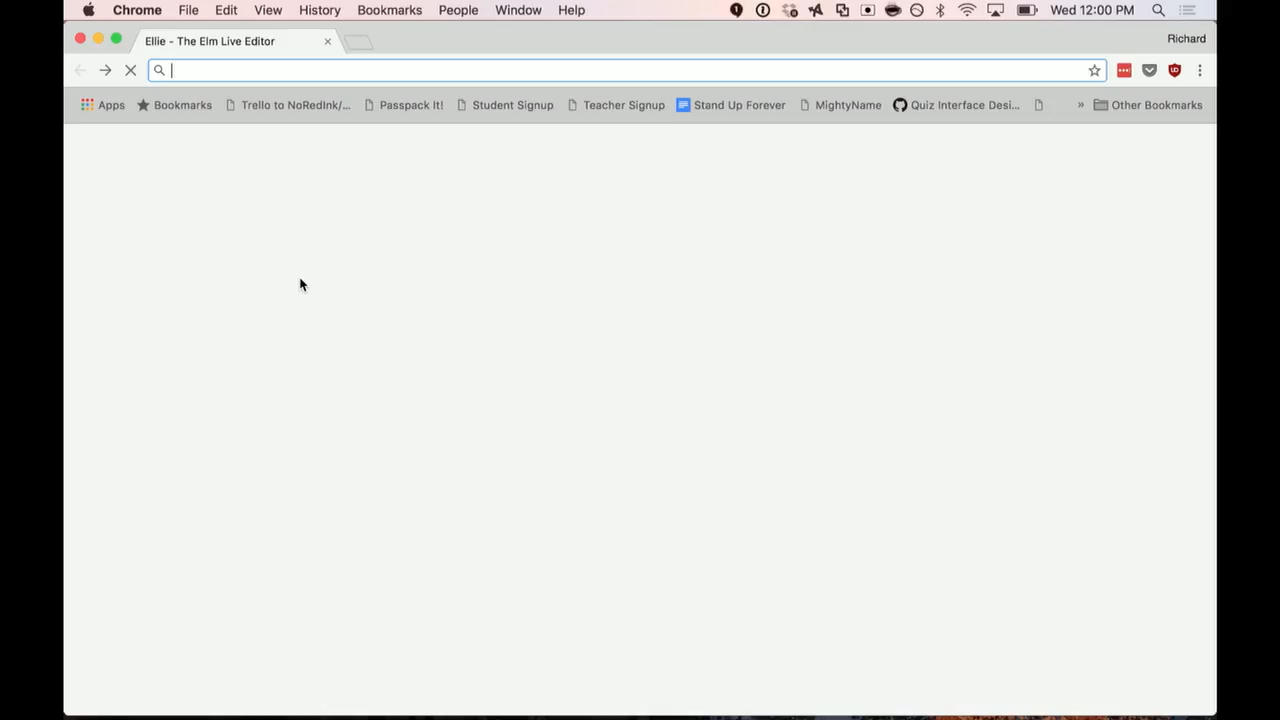 Chrome File Edit View History Bookmarks People Window Help Wed 12:00 PM
Ellie - The Elm Live Editor Richard
Apps Bookmarks Trello to NoRedInk/... Passpack It! Student Signup Teacher Signup Stand Up Forever MightyName Quiz Interface Desi... » Other Bookmarks